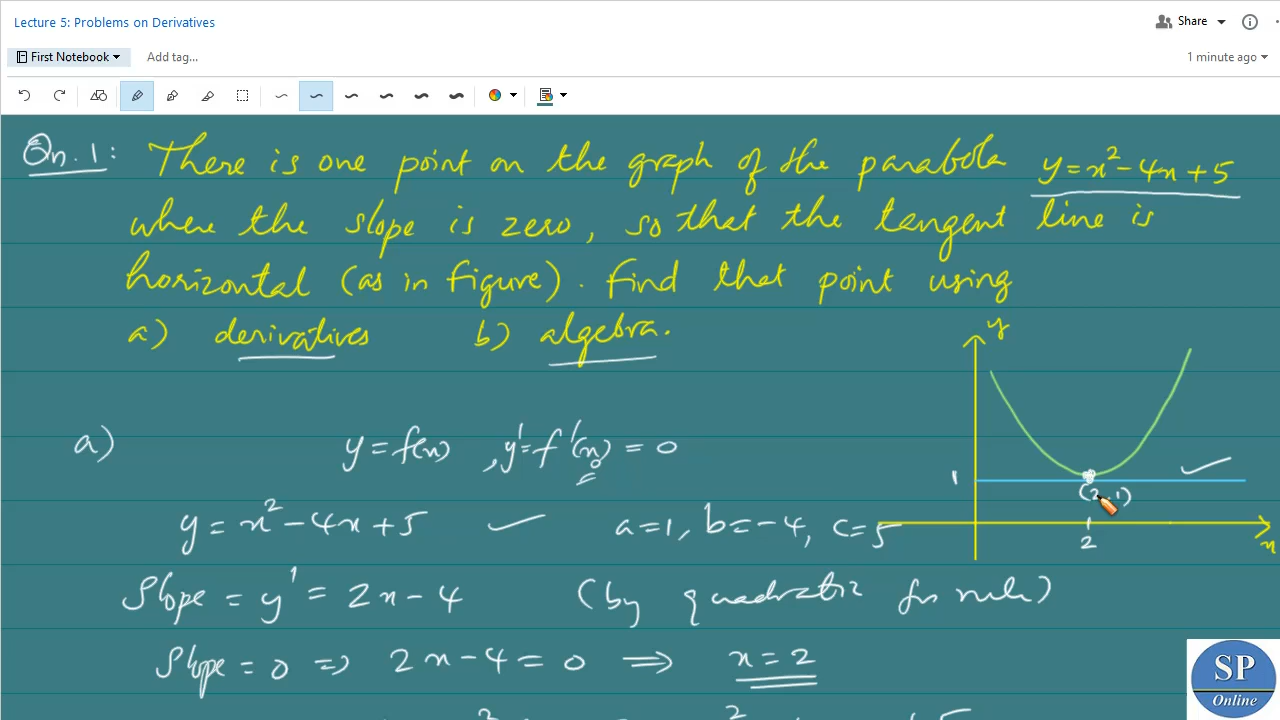 Lecture 5: Problems on Derivatives
Share
First Notebook
Add tag...
1 minute ago
Qn. 1: There is one point on the graph of the parabola y = x² - 4x + 5
where the slope is zero, so that the tangent line is
horizontal (as in figure). Find that point using
a) derivatives b) algebra.
y
a) y = f(x) , y' = f'(x) = 0
1
(2, 1)
y = x² - 4x + 5 a = 1, b = -4, c = 5
2
x
Slope = y' = 2x - 4 (by quadratic formula)
Slope = 0 ⇒ 2x - 4 = 0 ⇒ x = 2
SP
Online